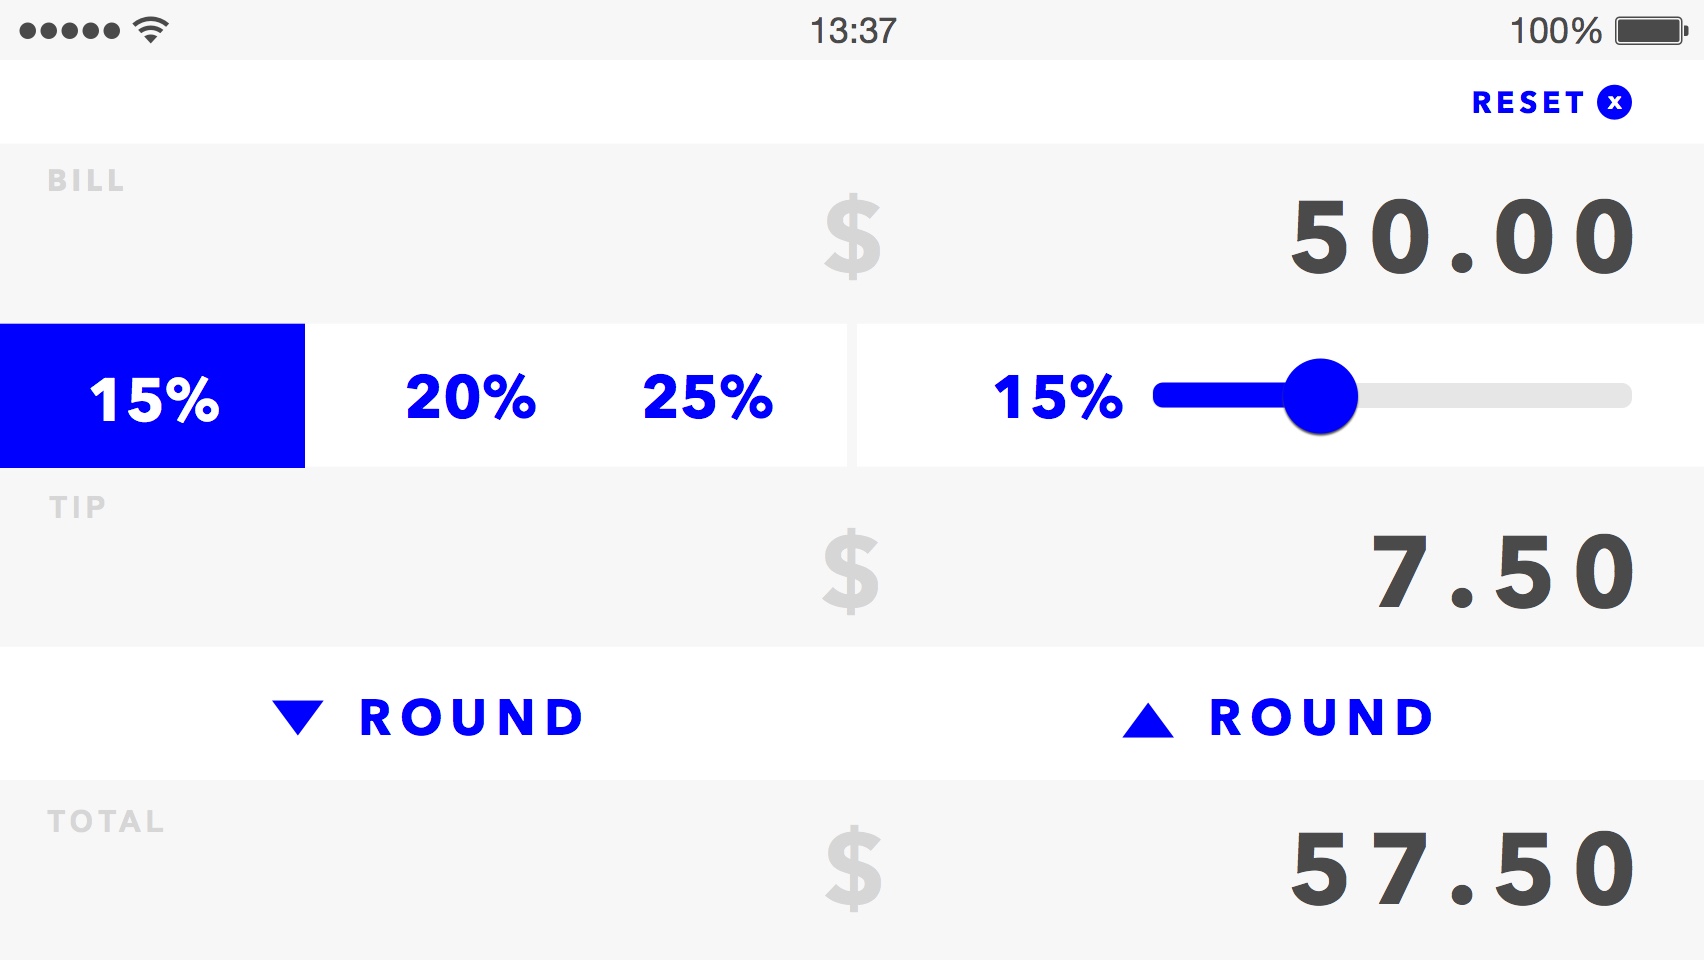 13:37 100%
RESET x
BILL
$ 50.00
15% 20% 25% 15%
TIP
$ 7.50
ROUND ROUND
TOTAL
$ 57.50